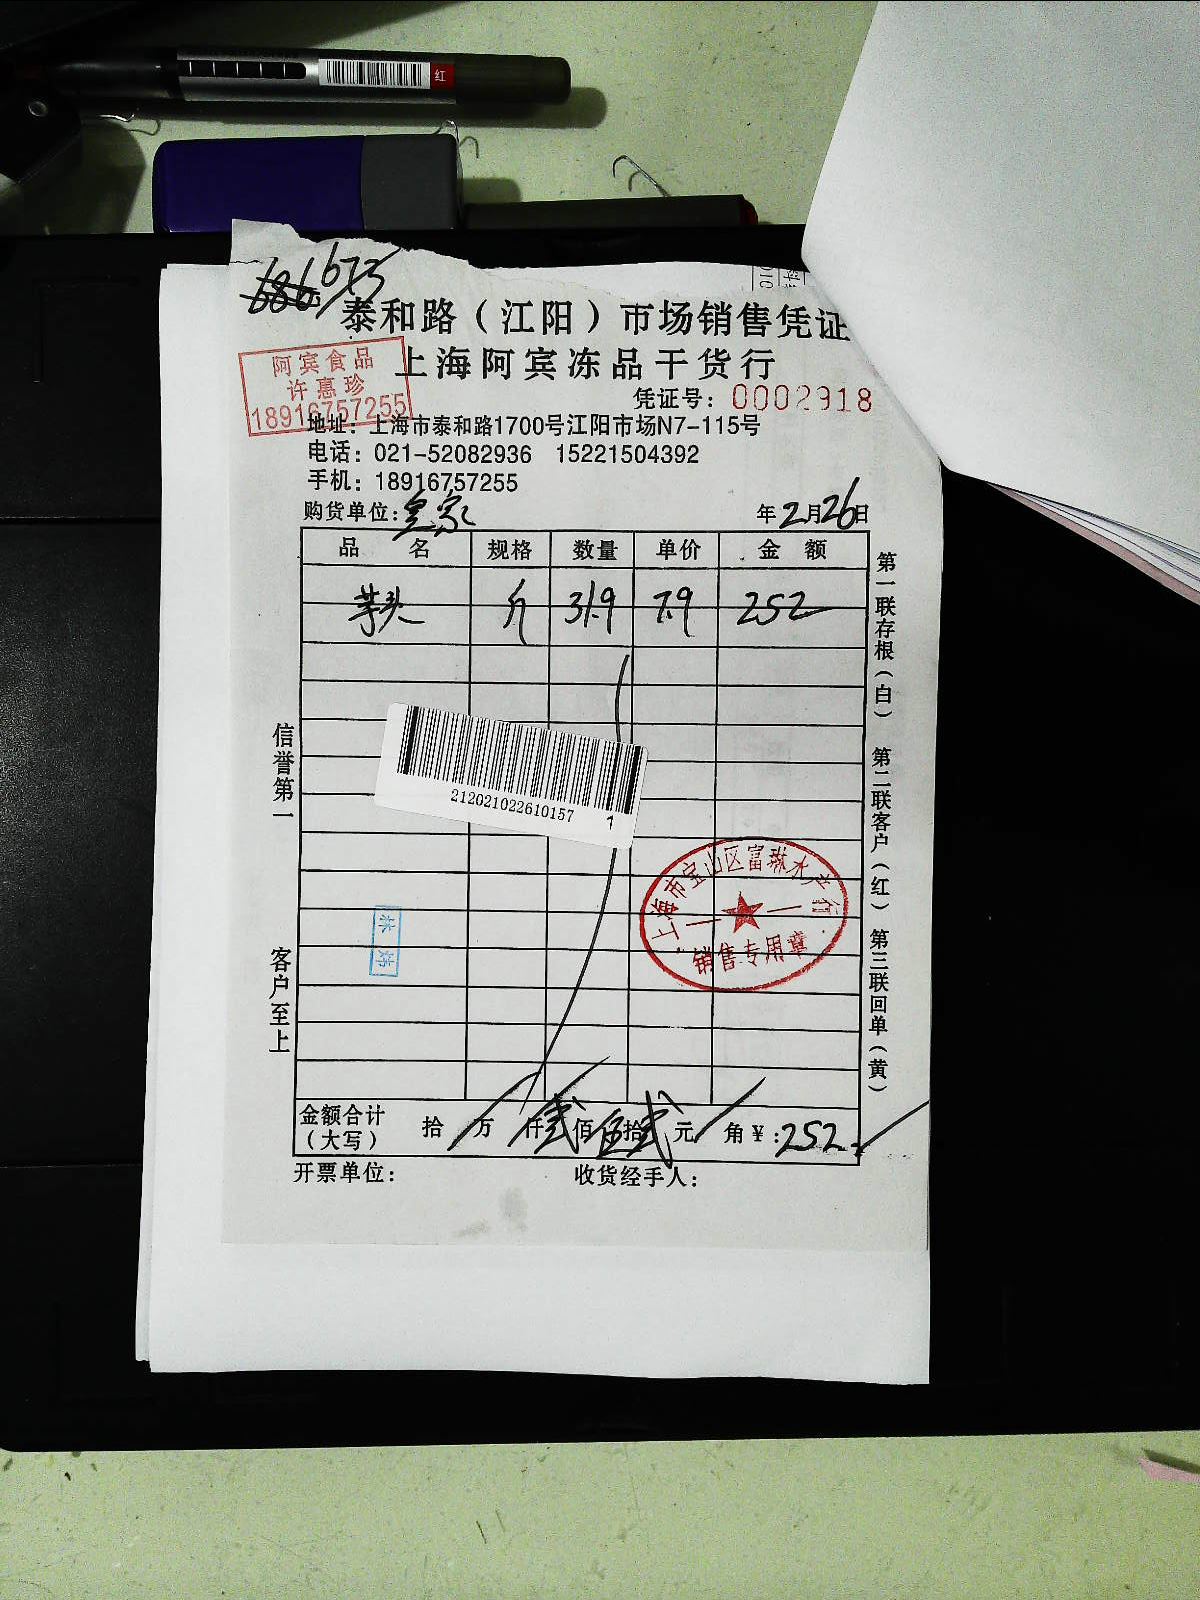 红
673
泰和路（江阳）市场销售凭证
上海阿宾冻品干货行
阿宾食品
许惠珍
18916757255
凭证号：0002918
地址：上海市泰和路1700号江阳市场N7-115号
电话：021-52082936 15221504392
手机：18916757255
购货单位：皇家 年2月26日
品名 规格 数量 单价 金额
芋头 斤 31.9 7.9 252
212021022610157 1
上海市宝山区富琳水产行
销售专用章
金额合计（大写） 拾 万 仟 贰佰 伍拾 贰元 角 ¥：252
开票单位： 收货经手人：
信誉第一 客户至上
第一联存根（白） 第二联客户（红） 第三联回单（黄）